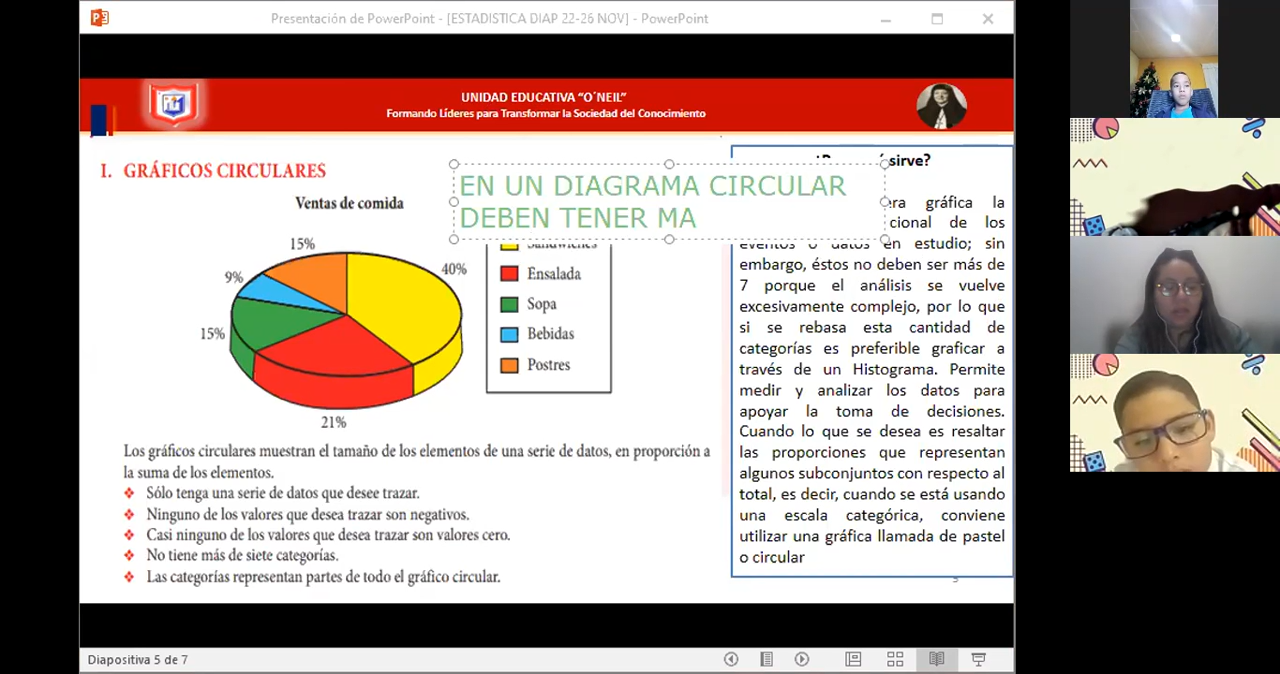 Presentación de PowerPoint - [ESTADISTICA DIAP 22-26 NOV] - PowerPoint
UNIDAD EDUCATIVA "O´NEIL"
Formando Líderes para Transformar la Sociedad del Conocimiento
I. GRÁFICOS CIRCULARES
Ventas de comida
EN UN DIAGRAMA CIRCULAR
DEBEN TENER MA
15%
9%
40%
15%
21%
Sandwiches
Ensalada
Sopa
Bebidas
Postres
Los gráficos circulares muestran el tamaño de los elementos de una serie de datos, en proporción a
la suma de los elementos.
❖ Sólo tenga una serie de datos que desee trazar.
❖ Ninguno de los valores que desea trazar son negativos.
❖ Casi ninguno de los valores que desea trazar son valores cero.
❖ No tiene más de siete categorías.
❖ Las categorías representan partes de todo el gráfico circular.
sirve?
gráfica la
de los
eventos o datos en estudio; sin
embargo, éstos no deben ser más de
7 porque el análisis se vuelve
excesivamente complejo, por lo que
si se rebasa esta cantidad de
categorías es preferible graficar a
través de un Histograma. Permite
medir y analizar los datos para
apoyar la toma de decisiones.
Cuando lo que se desea es resaltar
las proporciones que representan
algunos subconjuntos con respecto al
total, es decir, cuando se está usando
una escala categórica, conviene
utilizar una gráfica llamada de pastel
o circular
Diapositiva 5 de 7